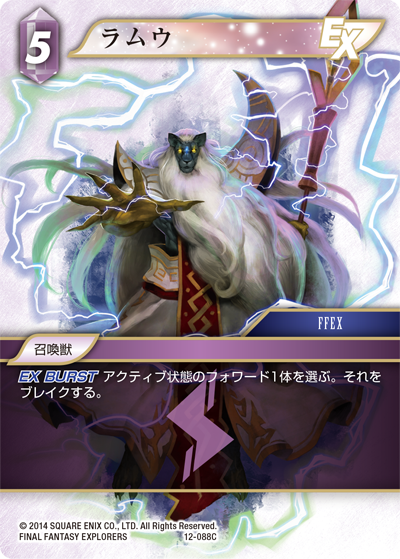 5
ラムウ
EX
FFEX
召喚獣
EX BURST アクティブ状態のフォワード1体を選ぶ。それを
ブレイクする。
© 2014 SQUARE ENIX CO., LTD. All Rights Reserved.
FINAL FANTASY EXPLORERS
12-088C